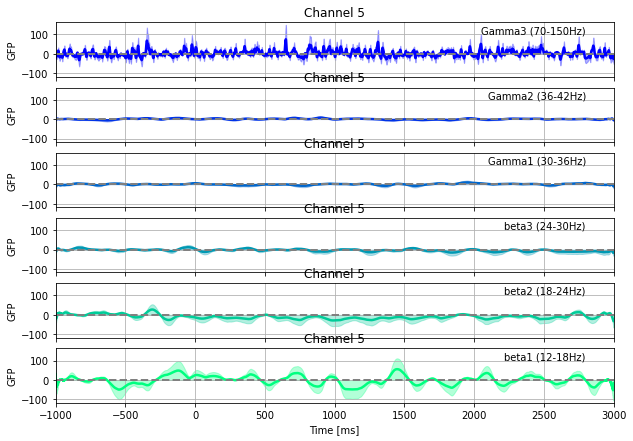 Channel 5
Gamma3 (70-150Hz)
GFP
100
0
−100
Channel 5
Gamma2 (36-42Hz)
GFP
100
0
−100
Channel 5
Gamma1 (30-36Hz)
GFP
100
0
−100
Channel 5
beta3 (24-30Hz)
GFP
100
0
−100
Channel 5
beta2 (18-24Hz)
GFP
100
0
−100
Channel 5
beta1 (12-18Hz)
GFP
100
0
−100
−1000 −500 0 500 1000 1500 2000 2500 3000
Time [ms]